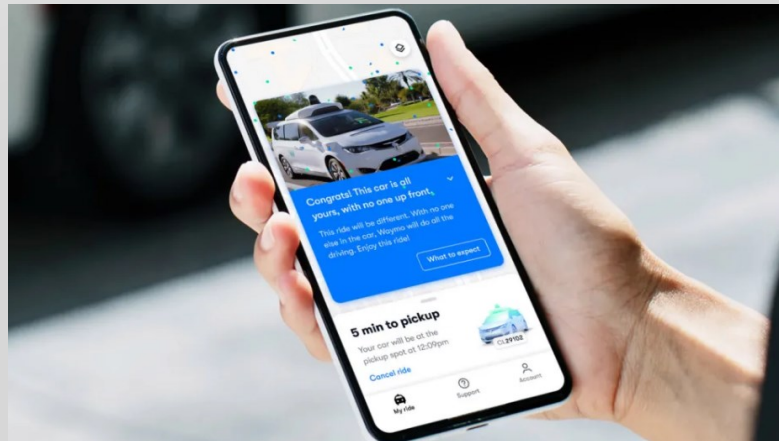 Congrats! This car is all
yours, with no one up front,
This ride will be different. With no one
else in the car, Waymo will do all the
driving. Enjoy this ride!
What to expect
5 min to pickup
Your car will be at the
pickup spot at 12:09pm
Cancel ride
CL29102
My ride
Support
Account